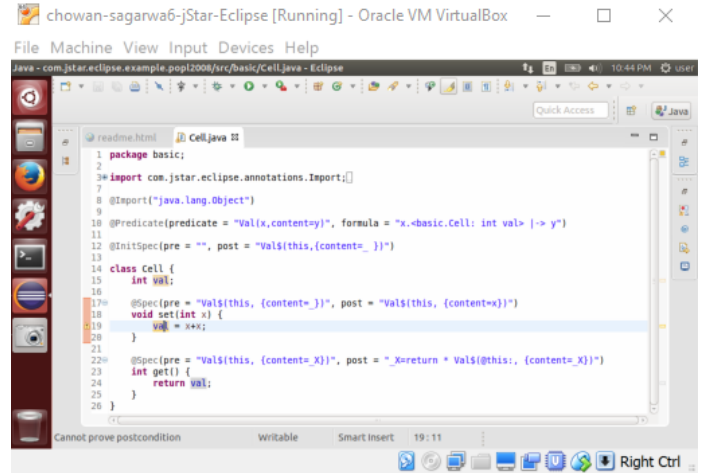 chowan-sagarwa6-jStar-Eclipse [Running] - Oracle VM VirtualBox
File Machine View Input Devices Help
Java - com.jstar.eclipse.example.popl2008/src/basic/Cell.java - Eclipse En 10:44 PM user
Quick Access Java
readme.html Cell.java
1 package basic;
2
3 import com.jstar.eclipse.annotations.Import;
7
8 @Import("java.lang.Object")
9
10 @Predicate(predicate = "Val(x,content=y)", formula = "x.<basic.Cell: int val> |-> y")
11
12 @InitSpec(pre = "", post = "Val$(this,{content=_ })")
13
14 class Cell {
15 int val;
16
17 @Spec(pre = "Val$(this, {content=_})", post = "Val$(this, {content=x})")
18 void set(int x) {
19 val = x+x;
20 }
21
22 @Spec(pre = "Val$(this, {content=_X})", post = "_X=return * Val$(@this:, {content=_X})")
23 int get() {
24 return val;
25 }
26 }
Cannot prove postcondition Writable Smart Insert 19 : 11
Right Ctrl